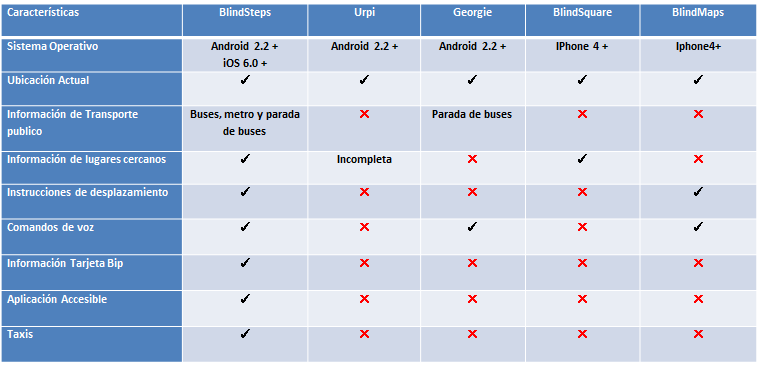 Características BlindSteps Urpi Georgie BlindSquare BlindMaps
Sistema Operativo Android 2.2 + Android 2.2 + Android 2.2 + IPhone 4 + Iphone4+
iOS 6.0 +
Ubicación Actual ✓ ✓ ✓ ✓ ✓
Información de Transporte Buses, metro y parada ✗ Parada de buses ✗ ✗
publico de buses
Información de lugares cercanos ✓ Incompleta ✗ ✓ ✗
Instrucciones de desplazamiento ✓ ✗ ✗ ✗ ✓
Comandos de voz ✓ ✗ ✓ ✗ ✓
Información Tarjeta Bip ✓ ✗ ✗ ✗ ✗
Aplicación Accesible ✓ ✗ ✗ ✗ ✗
Taxis ✓ ✗ ✗ ✗ ✗